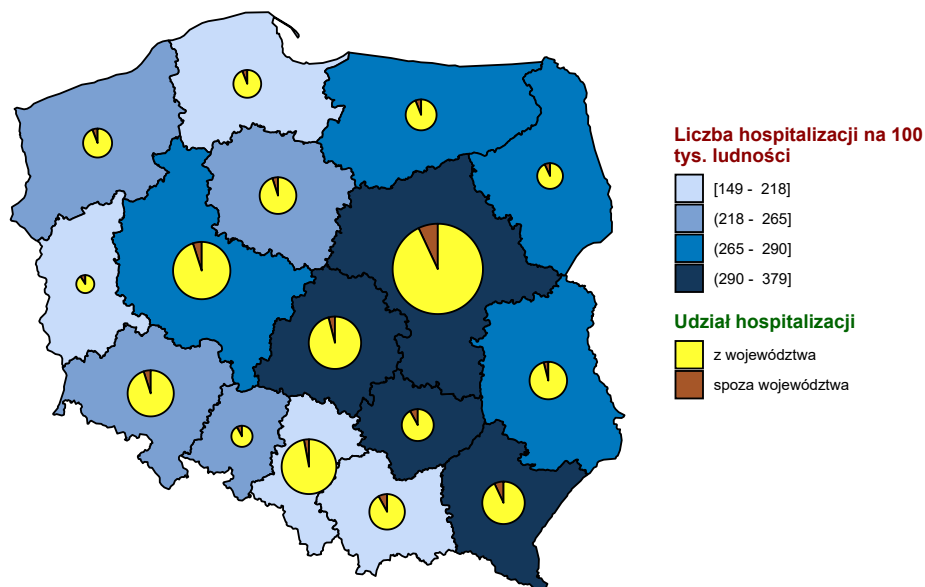 Liczba hospitalizacji na 100
tys. ludności
[149 - 218]
(218 - 265]
(265 - 290]
(290 - 379]
Udział hospitalizacji
z województwa
spoza województwa